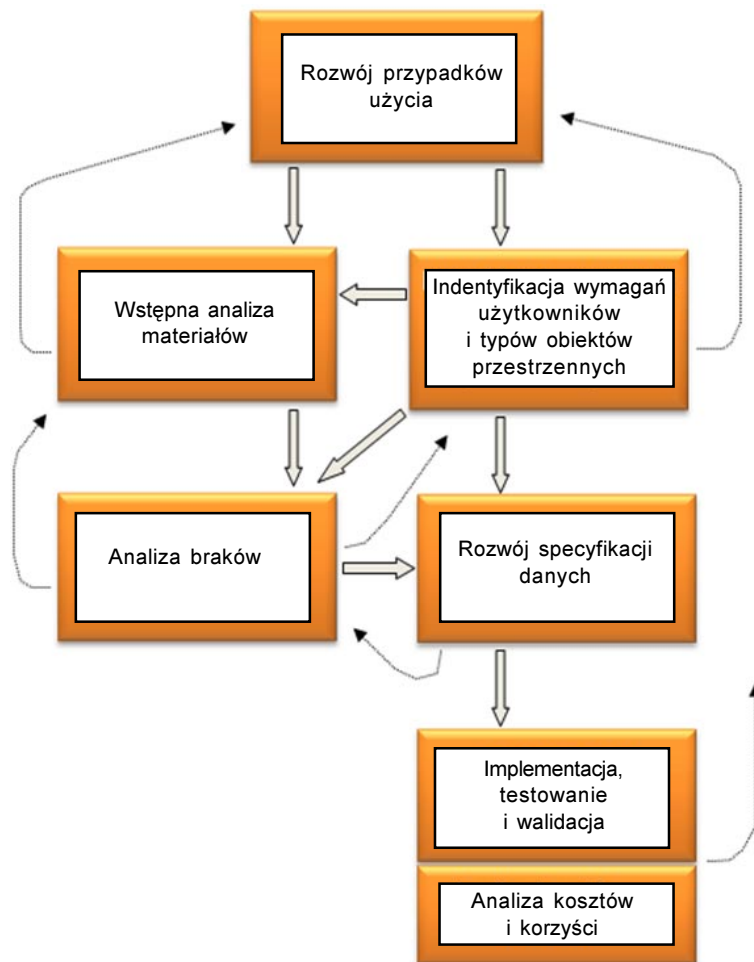 Rozwój przypadków
użycia
Wstępna analiza
materiałów
Indentyfikacja wymagań
użytkowników
i typów obiektów
przestrzennych
Analiza braków
Rozwój specyfikacji
danych
Implementacja,
testowanie
i walidacja
Analiza kosztów
i korzyści